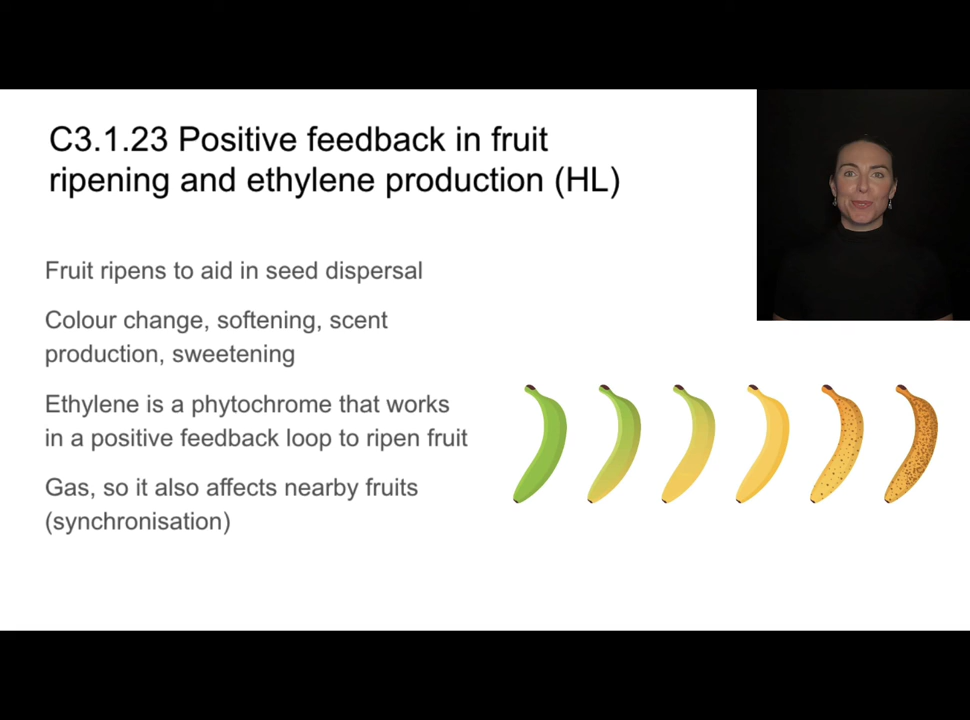 C3.1.23 Positive feedback in fruit
ripening and ethylene production (HL)
Fruit ripens to aid in seed dispersal
Colour change, softening, scent
production, sweetening
Ethylene is a phytochrome that works
in a positive feedback loop to ripen fruit
Gas, so it also affects nearby fruits
(synchronisation)